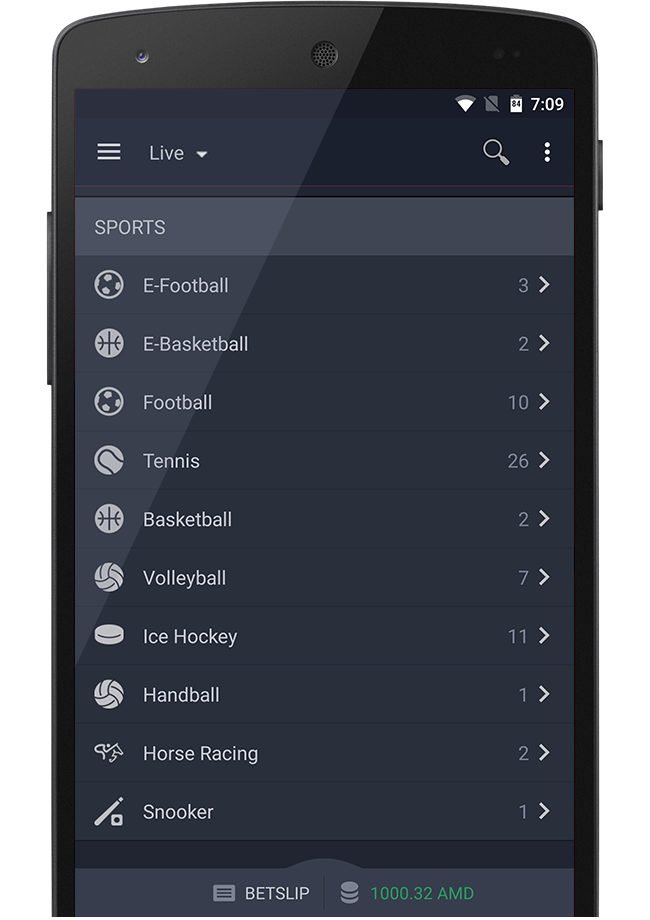 84 7:09
Live
SPORTS
E-Football 3
E-Basketball 2
Football 10
Tennis 26
Basketball 2
Volleyball 7
Ice Hockey 11
Handball 1
Horse Racing 2
Snooker 1
BETSLIP 1000.32 AMD